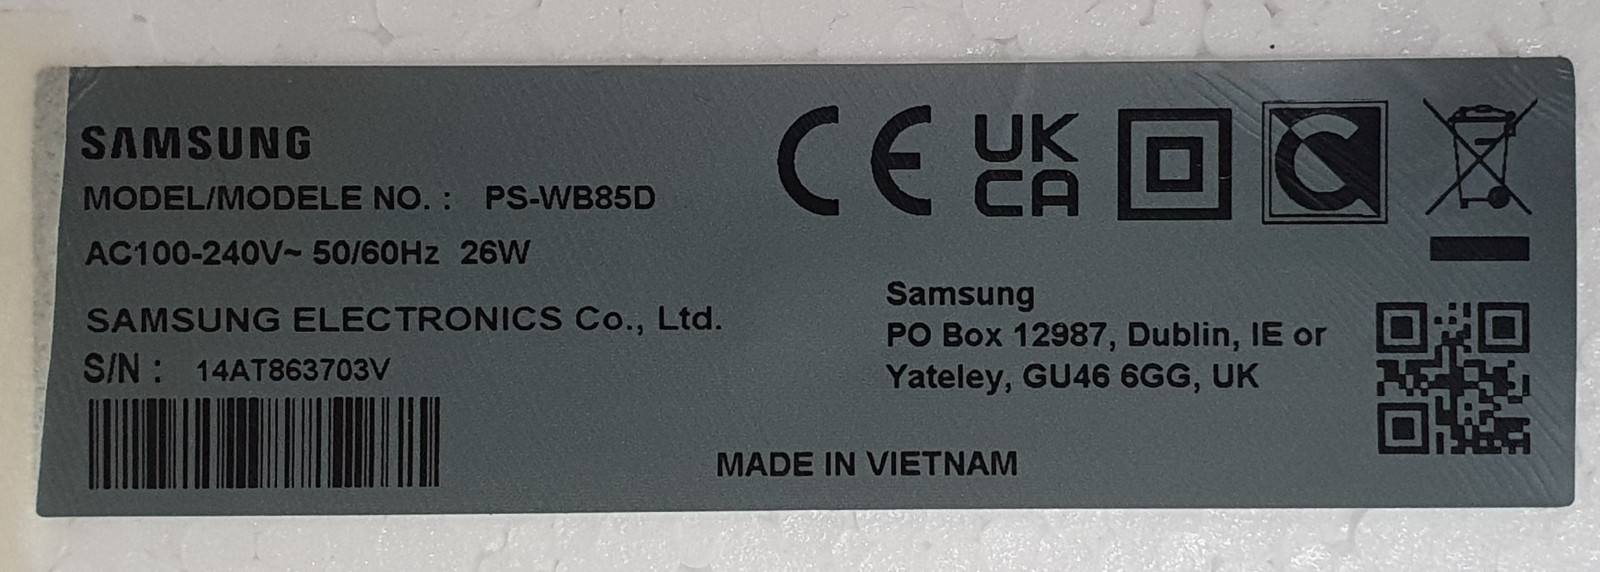 SAMSUNG
MODEL/MODELE NO. : PS-WB85D
AC100-240V~ 50/60Hz 26W
SAMSUNG ELECTRONICS Co., Ltd.
S/N : 14AT863703V
CE
UK
CA
Samsung
PO Box 12987, Dublin, IE or
Yateley, GU46 6GG, UK
MADE IN VIETNAM